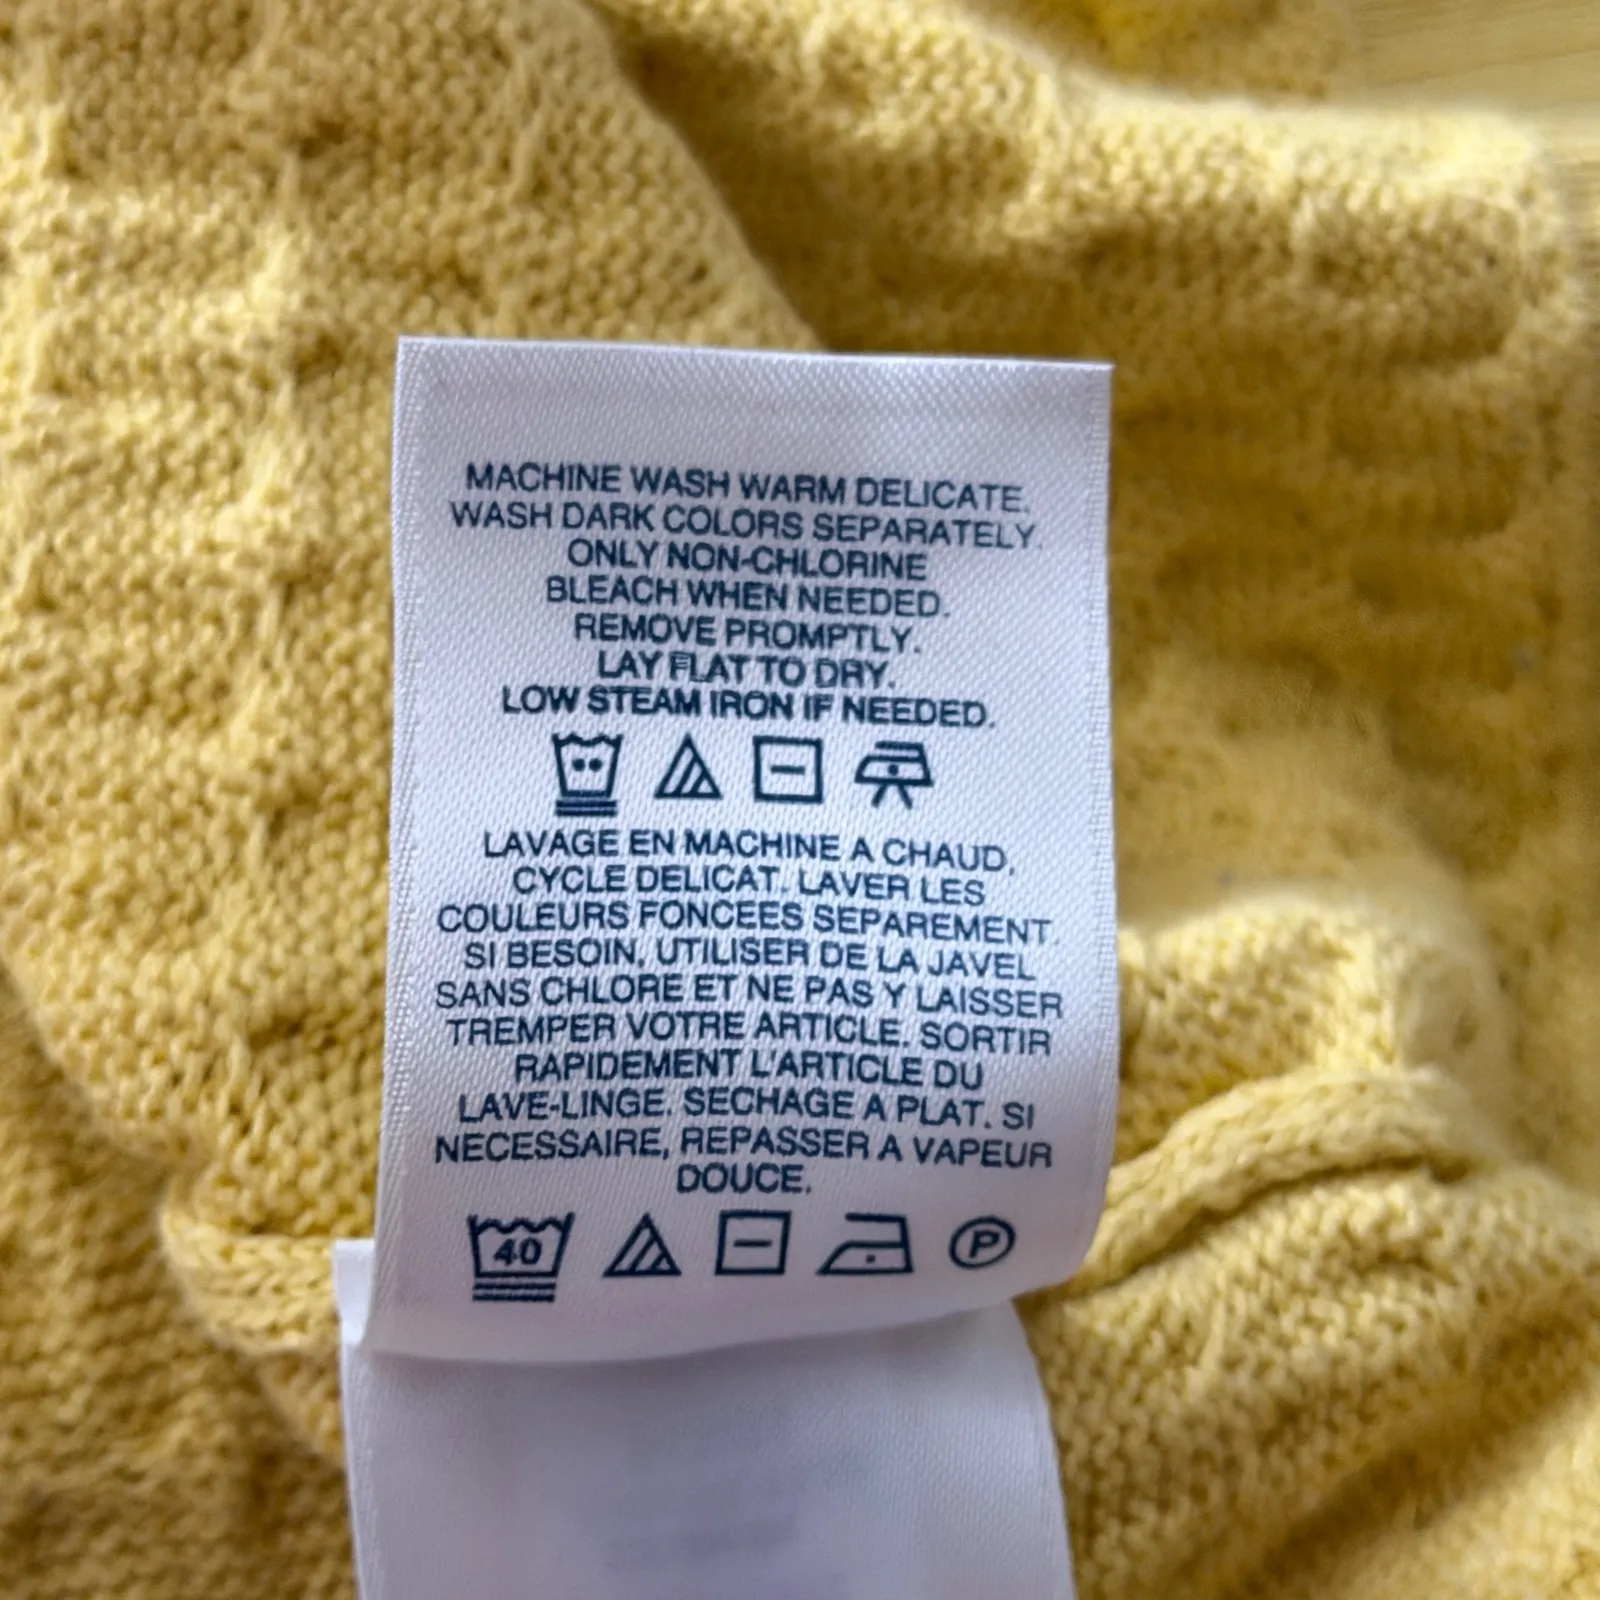 MACHINE WASH WARM DELICATE.
WASH DARK COLORS SEPARATELY.
ONLY NON-CHLORINE
BLEACH WHEN NEEDED.
REMOVE PROMPTLY.
LAY FLAT TO DRY.
LOW STEAM IRON IF NEEDED.
LAVAGE EN MACHINE A CHAUD,
CYCLE DELICAT. LAVER LES
COULEURS FONCEES SEPAREMENT.
SI BESOIN, UTILISER DE LA JAVEL
SANS CHLORE ET NE PAS Y LAISSER
TREMPER VOTRE ARTICLE. SORTIR
RAPIDEMENT L'ARTICLE DU
LAVE-LINGE. SECHAGE A PLAT. SI
NECESSAIRE, REPASSER A VAPEUR
DOUCE.
40 P